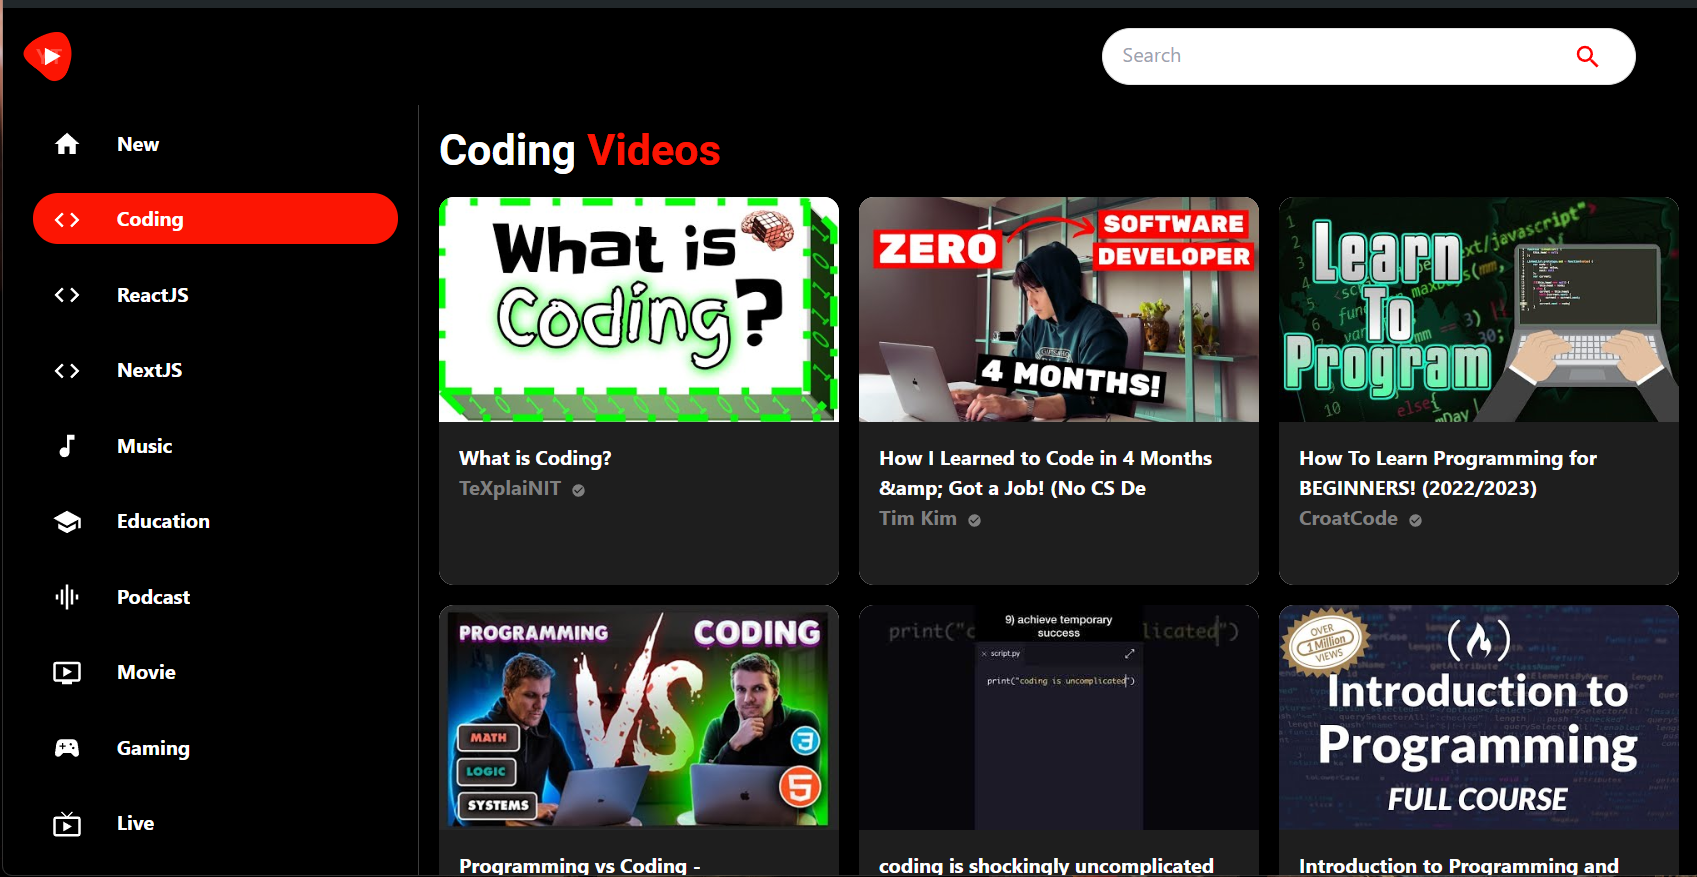 Search
New
Coding
ReactJS
NextJS
Music
Education
Podcast
Movie
Gaming
Live
Coding Videos
What is
Coding?
What is Coding?
TeXplaiNIT
ZERO
SOFTWARE
DEVELOPER
4 MONTHS!
How I Learned to Code in 4 Months
&amp; Got a Job! (No CS De
Tim Kim
Learn
To
Program
How To Learn Programming for
BEGINNERS! (2022/2023)
CroatCode
PROGRAMMING
VS
CODING
MATH
LOGIC
SYSTEMS
3
5
Programming vs Coding -
9) achieve temporary
success
script.py
print("coding is uncomplicated")
coding is shockingly uncomplicated
OVER
1 Million
VIEWS
Introduction to
Programming
FULL COURSE
Introduction to Programming and